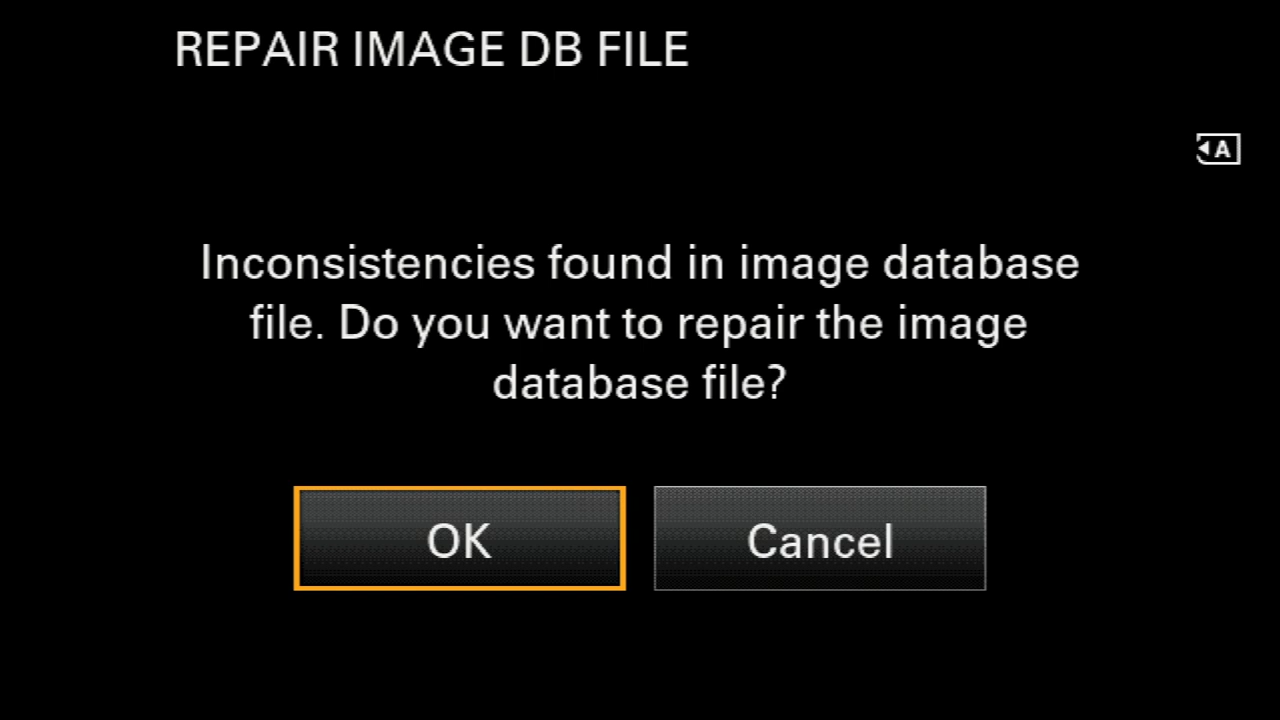 REPAIR IMAGE DB FILE
A
Inconsistencies found in image database
file. Do you want to repair the image
database file?
OK
Cancel